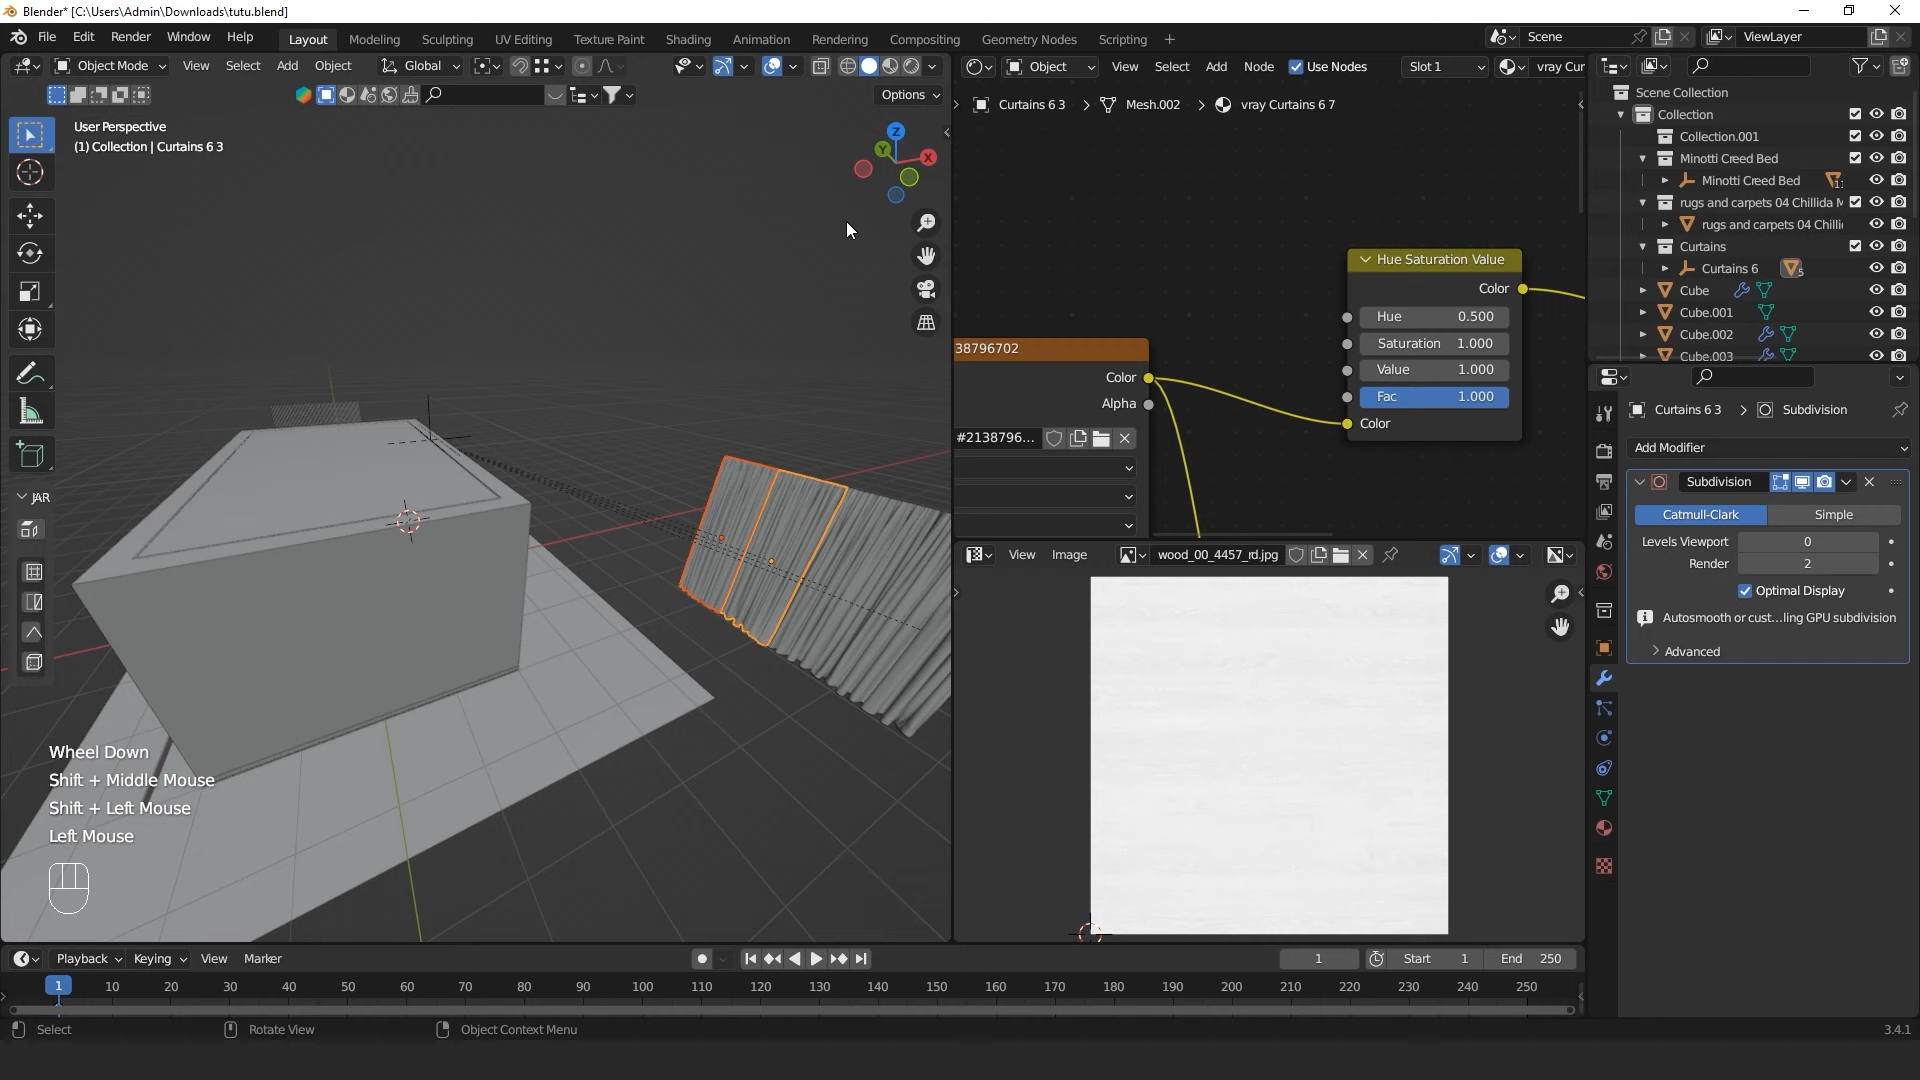 Blender* [C:\Users\Admin\Downloads\tutu.blend]
File Edit Render Window Help Layout Modeling Sculpting UV Editing Texture Paint Shading Animation Rendering Compositing Geometry Nodes Scripting + Scene ViewLayer
Object Mode View Select Add Object Global
Options
User Perspective
(1) Collection | Curtains 6 3
Z
Y
X
JAR
Wheel Down
Shift + Middle Mouse
Shift + Left Mouse
Left Mouse
Object View Select Add Node Use Nodes Slot 1 vray Cur
Curtains 6 3 > Mesh.002 > vray Curtains 6 7
Hue Saturation Value
Color
Hue 0.500
Saturation 1.000
Value 1.000
Fac 1.000
Color
38796702
Color
Alpha
#2138796...
View Image wood_00_4457_rd.jpg
Scene Collection
Collection
Collection.001
Minotti Creed Bed
Minotti Creed Bed 11
rugs and carpets 04 Chillida M
rugs and carpets 04 Chilli
Curtains
Curtains 6 5
Cube
Cube.001
Cube.002
Cube.003
Curtains 6 3 > Subdivision
Add Modifier
Subdivision
Catmull-Clark Simple
Levels Viewport 0
Render 2
Optimal Display
Autosmooth or cust...ling GPU subdivision
Advanced
Playback Keying View Marker 1 Start 1 End 250
1 10 20 30 40 50 60 70 80 90 100 110 120 130 140 150 160 170 180 190 200 210 220 230 240 250
Select Rotate View Object Context Menu 3.4.1